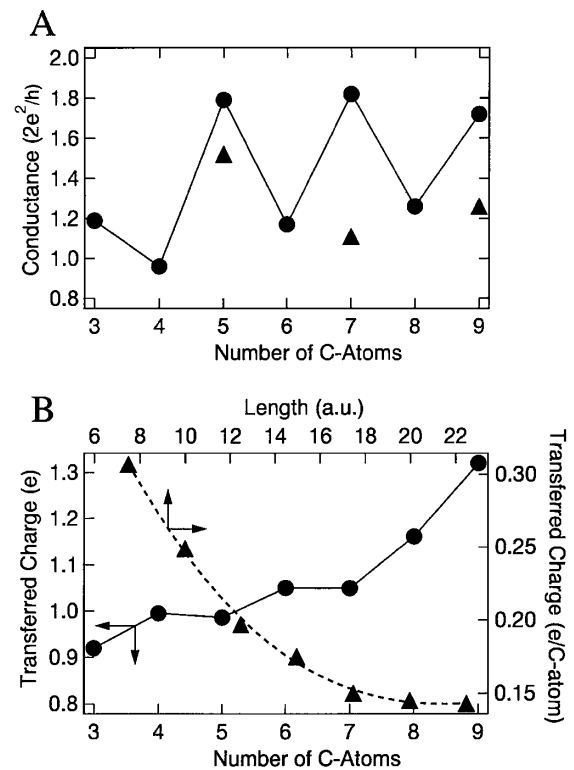 A
Conductance (2e²/h)
2.0
1.8
1.6
1.4
1.2
1.0
0.8
3 4 5 6 7 8 9
Number of C-Atoms
B
Length (a.u.)
6 8 10 12 14 16 18 20 22
Transferred Charge (e)
1.3
1.2
1.1
1.0
0.9
0.8
0.30
0.25
0.20
0.15
Transferred Charge (e/C-atom)
3 4 5 6 7 8 9
Number of C-Atoms